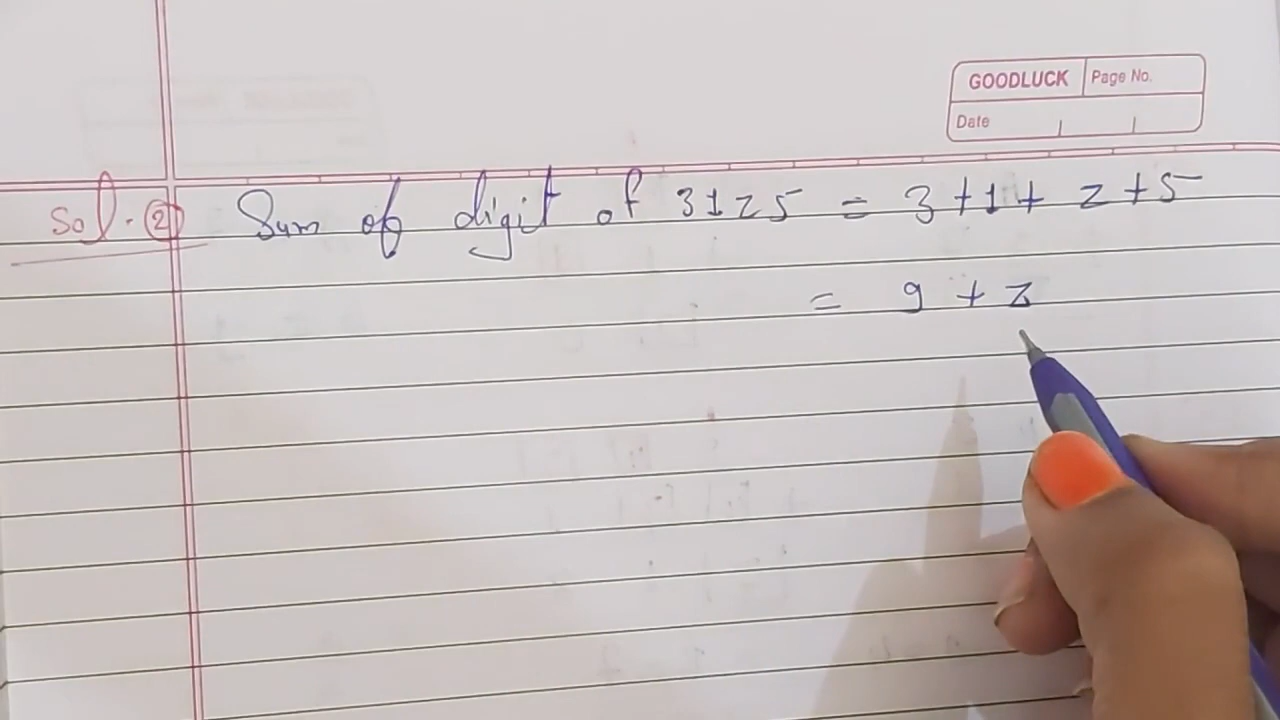 GOODLUCK Page No.
Date
Sol. ② Sum of digit of 31z5 = 3+1+ z+5
= 9 + z